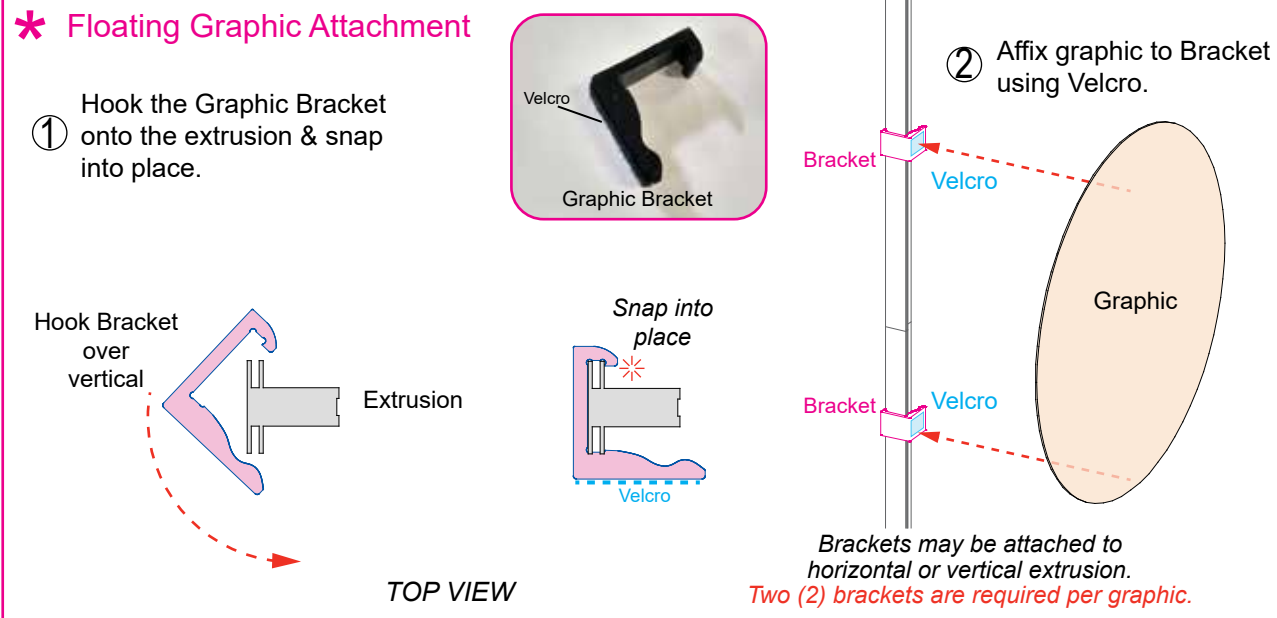 * Floating Graphic Attachment
① Hook the Graphic Bracket
onto the extrusion & snap
into place.
Velcro
Graphic Bracket
② Affix graphic to Bracket
using Velcro.
Bracket
Velcro
Graphic
Bracket
Velcro
Hook Bracket
over
vertical
Extrusion
Snap into
place
Velcro
TOP VIEW
Brackets may be attached to
horizontal or vertical extrusion.
Two (2) brackets are required per graphic.